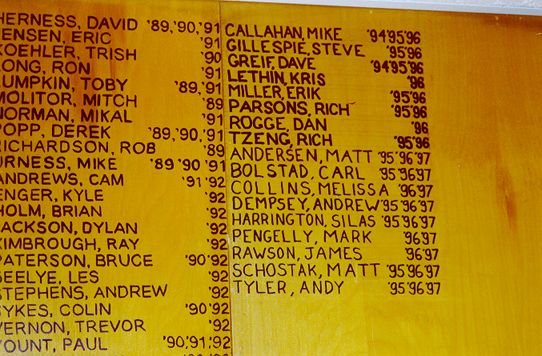 HERNESS, DAVID '89,'90,'91
JENSEN, ERIC '91
KOEHLER, TRISH '90
LONG, RON '91
LUMPKIN, TOBY '89,'91
MOLITOR, MITCH '89
NORMAN, MIKAL '91
POPP, DEREK '89,'90,'91
RICHARDSON, ROB '89
URNESS, MIKE '89 '90 '91
ANDREWS, CAM '91 '92
ENGER, KYLE '92
HOLM, BRIAN '92
JACKSON, DYLAN '92
KIMBROUGH, RAY '92
PATERSON, BRUCE '90 '92
SEELYE, LES '92
STEPHENS, ANDREW '92
SYKES, COLIN '90 '92
VERNON, TREVOR '92
YOUNT, PAUL '90,'91,'92
CALLAHAN, MIKE '94'95'96
GILLESPIE, STEVE '95'96
GREIF, DAVE '94'95'96
LETHIN, KRIS '96
MILLER, ERIK '95'96
PARSONS, RICH '95'96
ROGGE, DAN '96
TZENG, RICH '95'96
ANDERSEN, MATT '95'96'97
BOLSTAD, CARL '95'96'97
COLLINS, MELISSA '96'97
DEMPSEY, ANDREW '95'96'97
HARRINGTON, SILAS '95'96'97
PENGELLY, MARK '96'97
RAWSON, JAMES '96'97
SCHOSTAK, MATT '95'96'97
TYLER, ANDY '95'96'97